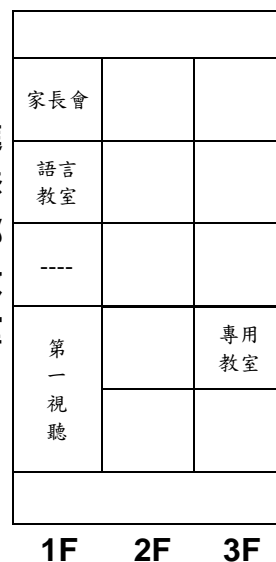 家長會
語言
教室
----
第
一
視
聽
專用
教室
1F 2F 3F